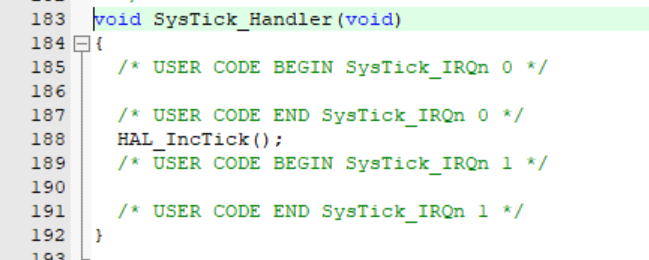 183 void SysTick_Handler(void)
184 {
185 /* USER CODE BEGIN SysTick_IRQn 0 */
186
187 /* USER CODE END SysTick_IRQn 0 */
188 HAL_IncTick();
189 /* USER CODE BEGIN SysTick_IRQn 1 */
190
191 /* USER CODE END SysTick_IRQn 1 */
192 }
193